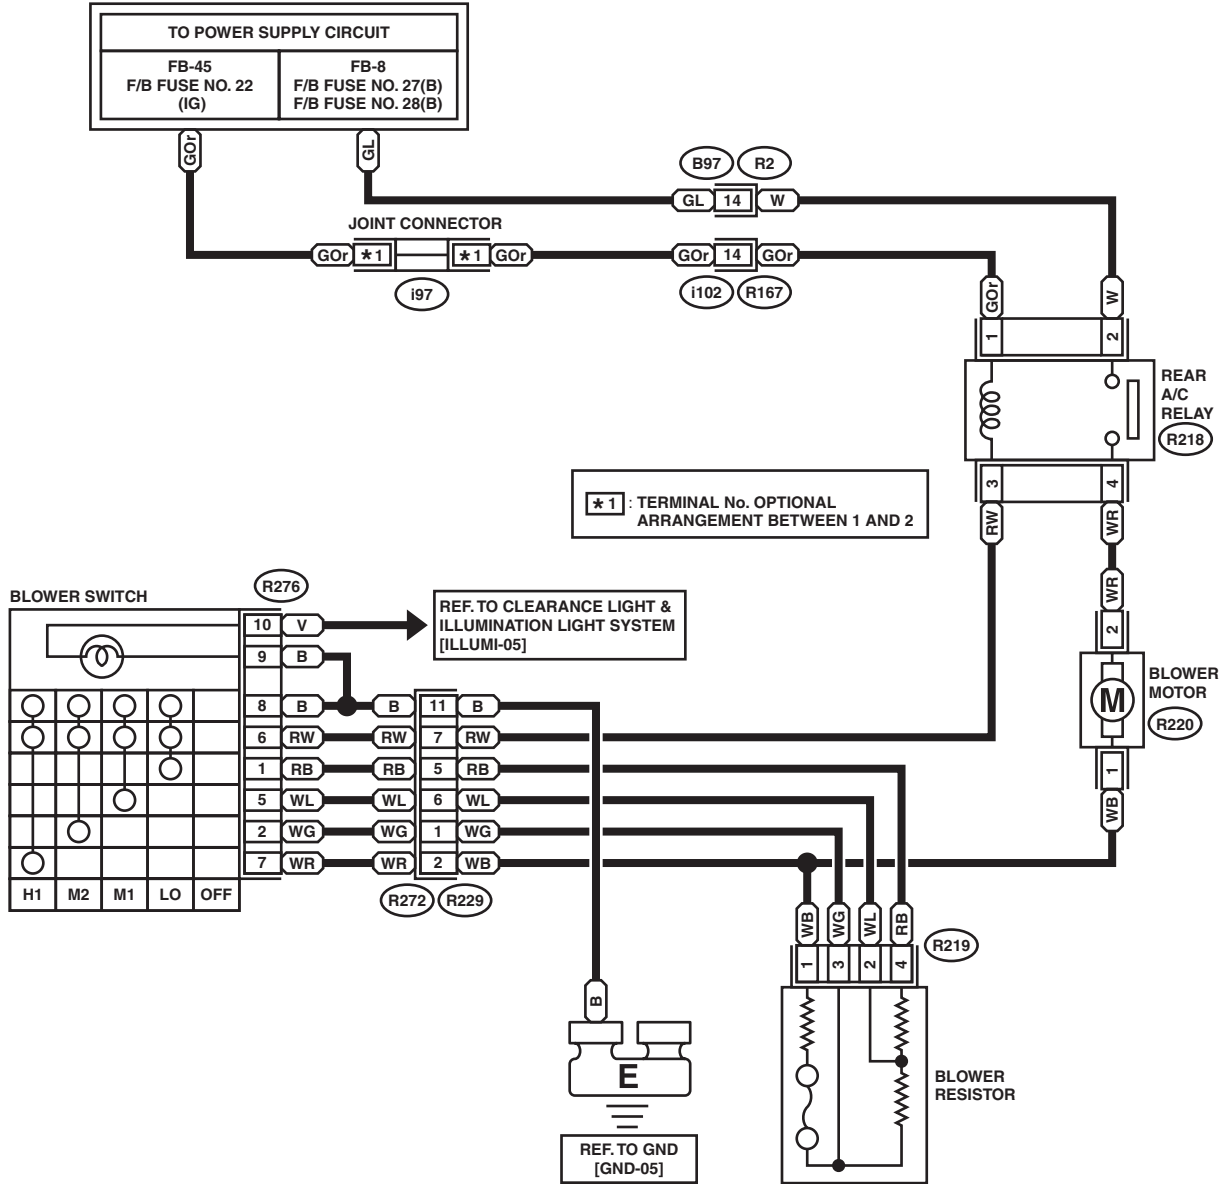 TO POWER SUPPLY CIRCUIT
FB-45
F/B FUSE NO. 22
(IG)
FB-8
F/B FUSE NO. 27(B)
F/B FUSE NO. 28(B)
GOr
GL
B97 R2
GL 14 W
JOINT CONNECTOR
GOr *1 *1 GOr
i97
GOr 14 GOr
i102 R167
GOr W
1 2
REAR
A/C
RELAY
R218
3 4
RW WR
*1 : TERMINAL No. OPTIONAL
ARRANGEMENT BETWEEN 1 AND 2
WR
2
BLOWER
MOTOR
M
R220
1
WB
BLOWER SWITCH
R276
REF. TO CLEARANCE LIGHT &
ILLUMINATION LIGHT SYSTEM
[ILLUMI-05]
10 V
9 B
8 B B 11 B
6 RW RW 7 RW
1 RB RB 5 RB
5 WL WL 6 WL
2 WG WG 1 WG
7 WR WR 2 WB
H1 M2 M1 LO OFF
R272 R229
WB WG WL RB
1 3 2 4
R219
B
E
BLOWER
RESISTOR
REF. TO GND
[GND-05]